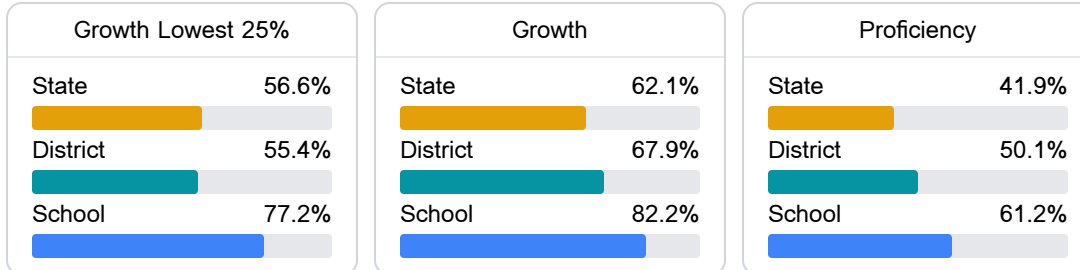 Growth Lowest 25%
State 56.6%
District 55.4%
School 77.2%
Growth
State 62.1%
District 67.9%
School 82.2%
Proficiency
State 41.9%
District 50.1%
School 61.2%